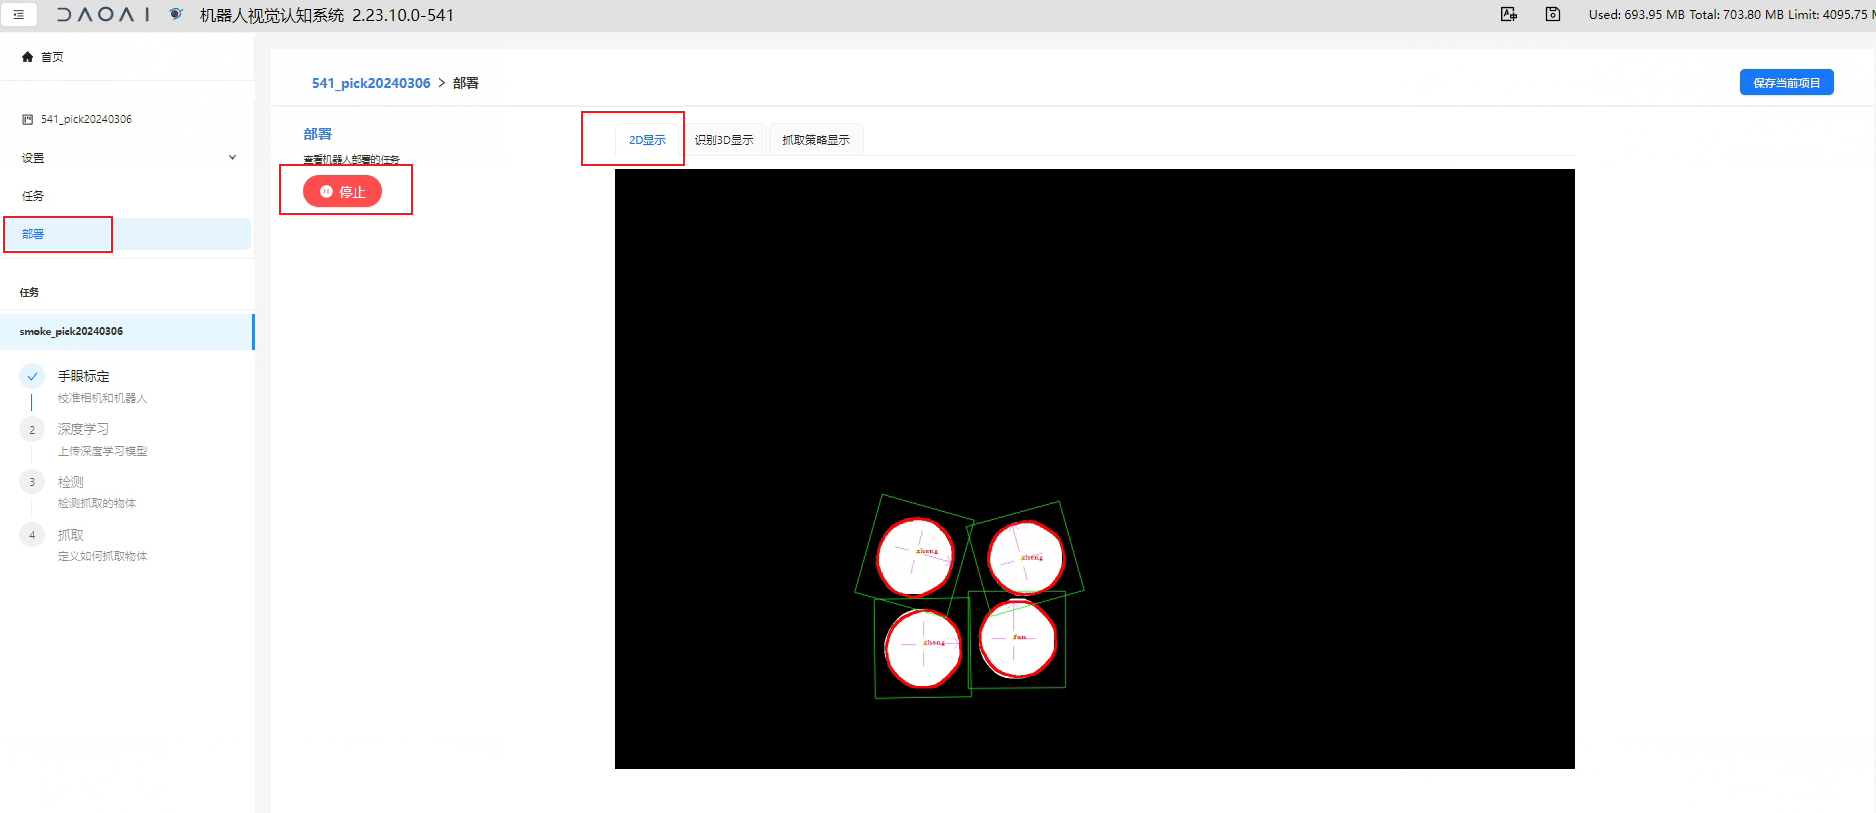 DAOAI 机器人视觉认知系统 2.23.10.0-541
Used: 693.95 MB Total: 703.80 MB Limit: 4095.75 M
首页
541_pick20240306
设置
任务
部署
任务
smoke_pick20240306
手眼标定
校准相机和机器人
2 深度学习
上传深度学习模型
3 检测
检测抓取的物体
4 抓取
定义如何抓取物体
541_pick20240306 > 部署
保存当前项目
部署
查看机器人部署的任务
停止
2D显示 识别3D显示 抓取策略显示
zheng
zheng
zheng
fan